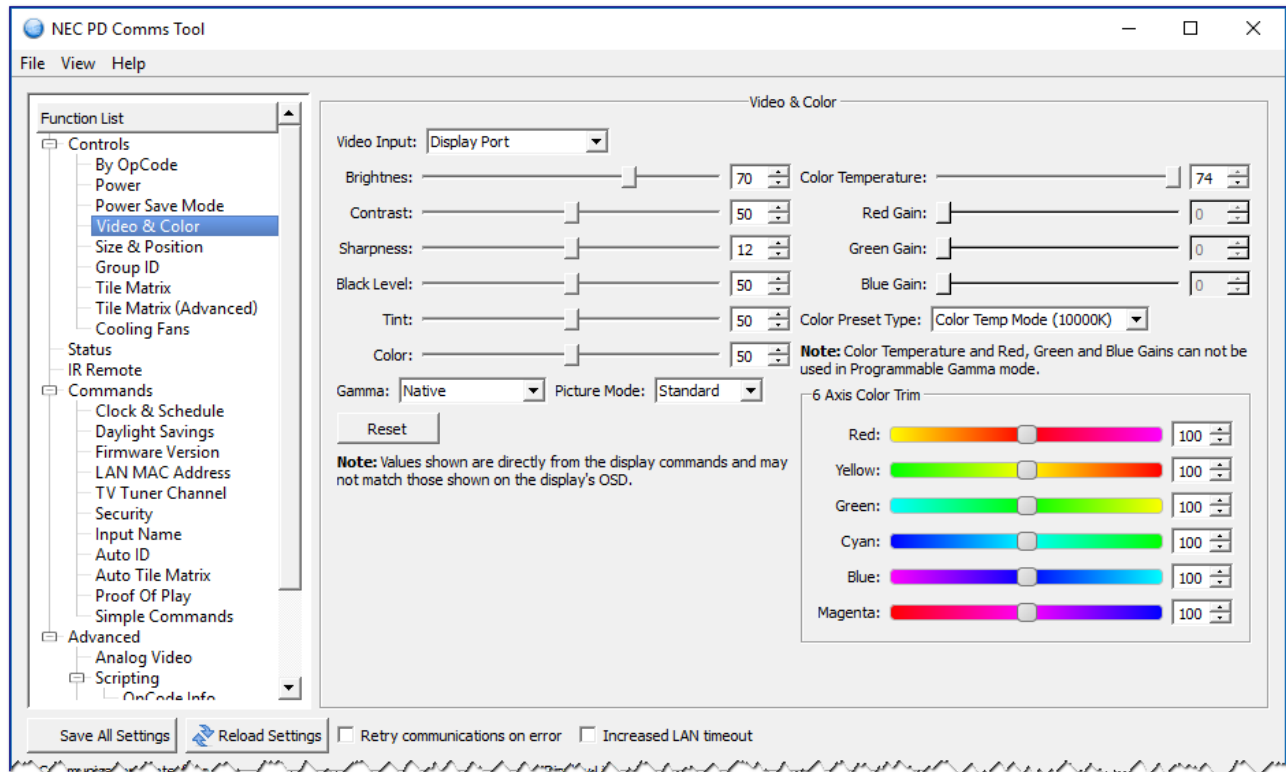 NEC PD Comms Tool
File View Help
Function List
Controls
By OpCode
Power
Power Save Mode
Video & Color
Size & Position
Group ID
Tile Matrix
Tile Matrix (Advanced)
Cooling Fans
Status
IR Remote
Commands
Clock & Schedule
Daylight Savings
Firmware Version
LAN MAC Address
TV Tuner Channel
Security
Input Name
Auto ID
Auto Tile Matrix
Proof Of Play
Simple Commands
Advanced
Analog Video
Scripting
OpCode Info
Video & Color
Video Input: Display Port
Brightnes: 70
Contrast: 50
Sharpness: 12
Black Level: 50
Tint: 50
Color: 50
Gamma: Native Picture Mode: Standard
Reset
Note: Values shown are directly from the display commands and may
not match those shown on the display's OSD.
Color Temperature: 74
Red Gain: 0
Green Gain: 0
Blue Gain: 0
Color Preset Type: Color Temp Mode (10000K)
Note: Color Temperature and Red, Green and Blue Gains can not be
used in Programmable Gamma mode.
6 Axis Color Trim
Red: 100
Yellow: 100
Green: 100
Cyan: 100
Blue: 100
Magenta: 100
Save All Settings Reload Settings Retry communications on error Increased LAN timeout